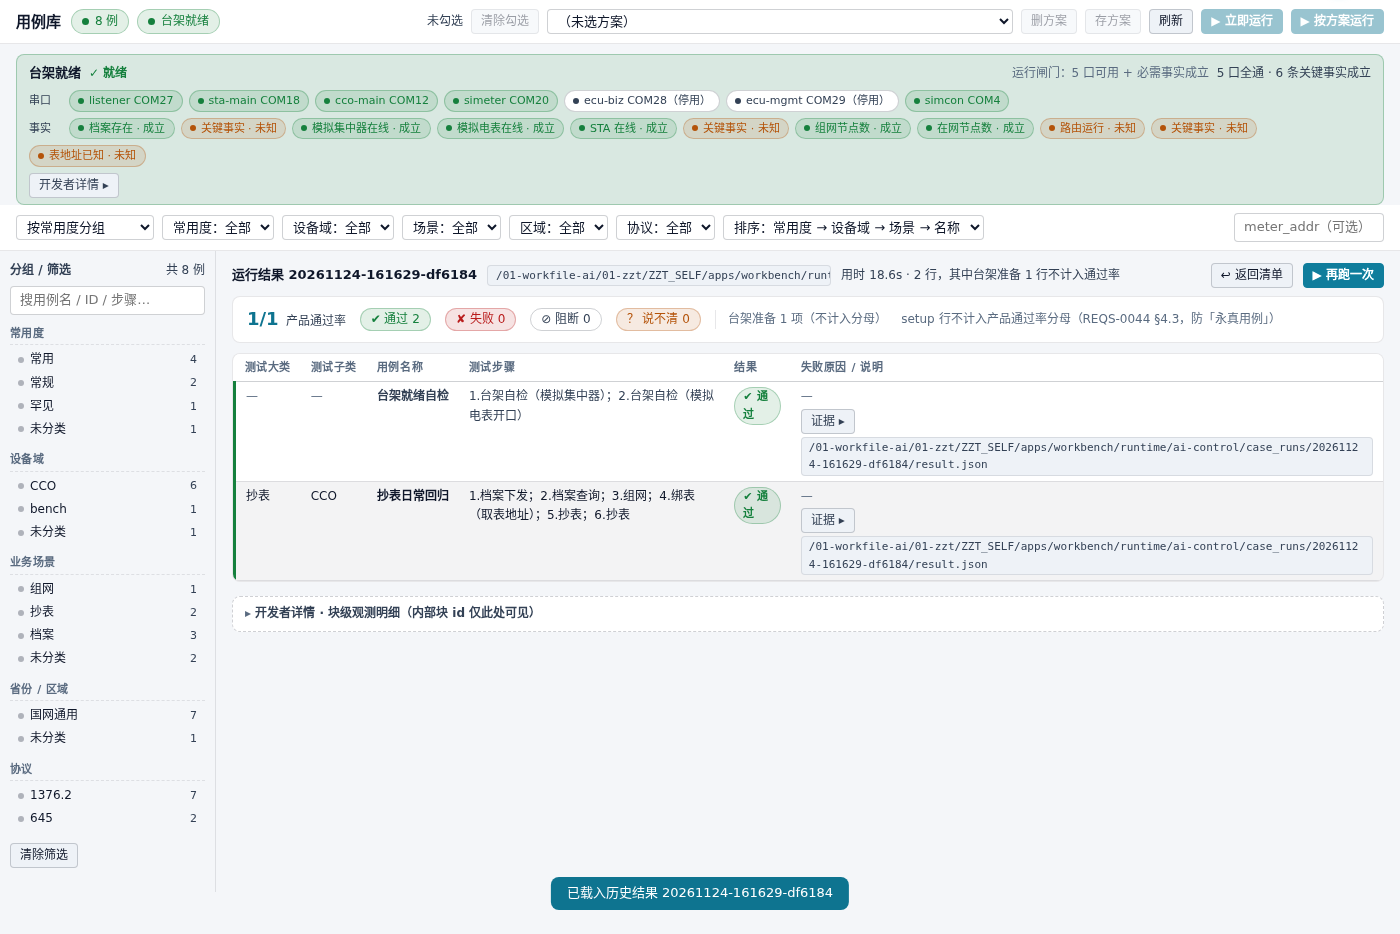 用例库 8 例 台架就绪 未勾选 清除勾选 （未选方案） 删方案 存方案 刷新 ▶ 立即运行 ▶ 按方案运行
台架就绪 ✓ 就绪 运行闸门：5 口可用 + 必需事实成立 5 口全通 · 6 条关键事实成立
串口 listener COM27 sta-main COM18 cco-main COM12 simeter COM20 ecu-biz COM28（停用） ecu-mgmt COM29（停用） simcon COM4
事实 档案存在 · 成立 关键事实 · 未知 模拟集中器在线 · 成立 模拟电表在线 · 成立 STA 在线 · 成立 关键事实 · 未知 组网节点数 · 成立 在网节点数 · 成立 路由运行 · 未知 关键事实 · 未知
表地址已知 · 未知
开发者详情 ▸
按常用度分组 常用度：全部 设备域：全部 场景：全部 区域：全部 协议：全部 排序：常用度 → 设备域 → 场景 → 名称 meter_addr（可选）
分组 / 筛选 共 8 例
搜用例名 / ID / 步骤…
常用度
常用 4
常规 2
罕见 1
未分类 1
设备域
CCO 6
bench 1
未分类 1
业务场景
组网 1
抄表 2
档案 3
未分类 2
省份 / 区域
国网通用 7
未分类 1
协议
1376.2 7
645 2
清除筛选
运行结果 20261124-161629-df6184 /01-workfile-ai/01-zzt/ZZT_SELF/apps/workbench/runt 用时 18.6s · 2 行，其中台架准备 1 行不计入通过率 ↩ 返回清单 ▶ 再跑一次
1/1 产品通过率 ✔ 通过 2 ✘ 失败 0 ⊘ 阻断 0 ？ 说不清 0 台架准备 1 项（不计入分母） setup 行不计入产品通过率分母（REQS-0044 §4.3，防「永真用例」）
测试大类 测试子类 用例名称 测试步骤 结果 失败原因 / 说明
— — 台架就绪自检 1.台架自检（模拟集中器）；2.台架自检（模拟 ✔ 通 —
电表开口） 过
证据 ▸
/01-workfile-ai/01-zzt/ZZT_SELF/apps/workbench/runtime/ai-control/case_runs/2026112
4-161629-df6184/result.json
抄表 CCO 抄表日常回归 1.档案下发；2.档案查询；3.组网；4.绑表 ✔ 通 —
（取表地址）；5.抄表；6.抄表 过
证据 ▸
/01-workfile-ai/01-zzt/ZZT_SELF/apps/workbench/runtime/ai-control/case_runs/2026112
4-161629-df6184/result.json
▸ 开发者详情 · 块级观测明细（内部块 id 仅此处可见）
已载入历史结果 20261124-161629-df6184